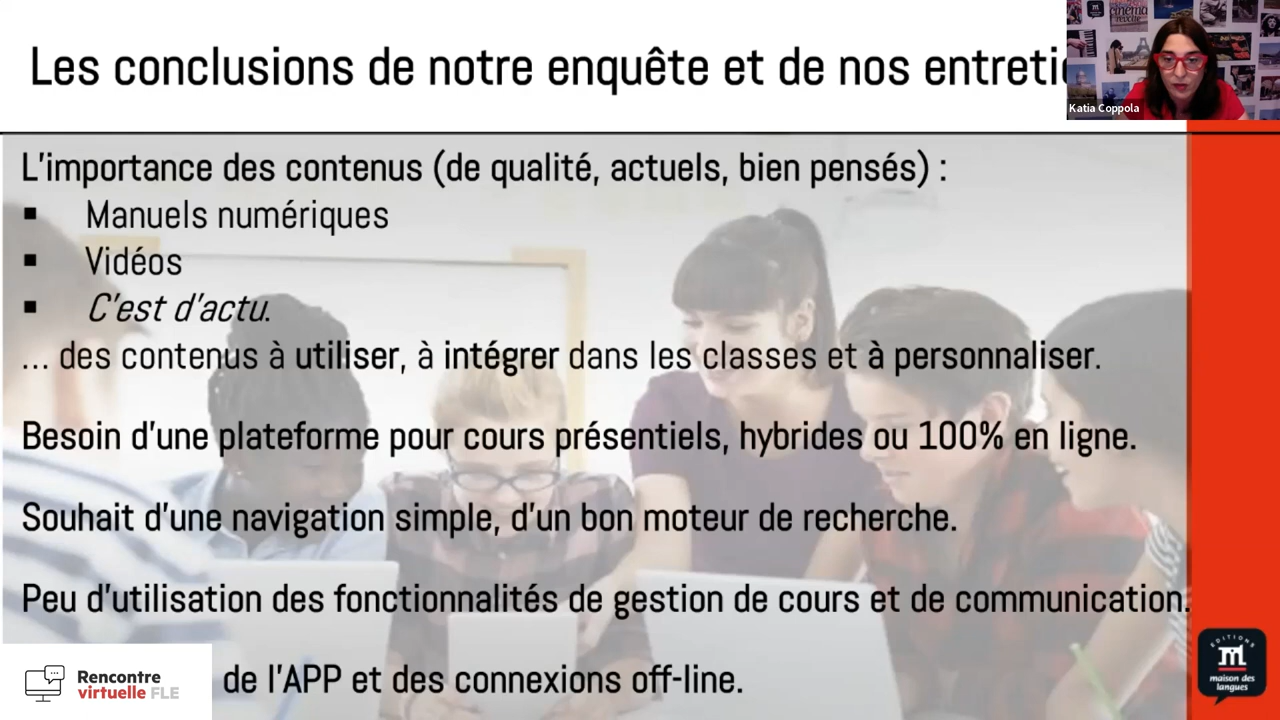 Les conclusions de notre enquête et de nos
Katia Coppola
L'importance des contenus (de qualité, actuels, bien pensés) :
▪ Manuels numériques
▪ Vidéos
▪ C'est d'actu.
... des contenus à utiliser, à intégrer dans les classes et à personnaliser.
Besoin d'une plateforme pour cours présentiels, hybrides ou 100% en ligne.
Souhait d'une navigation simple, d'un bon moteur de recherche.
Peu d'utilisation des fonctionnalités de gestion de cours et de communication.
de l'APP et des connexions off-line.
Rencontre
virtuelle FLE
EDITIONS
maison des
langues